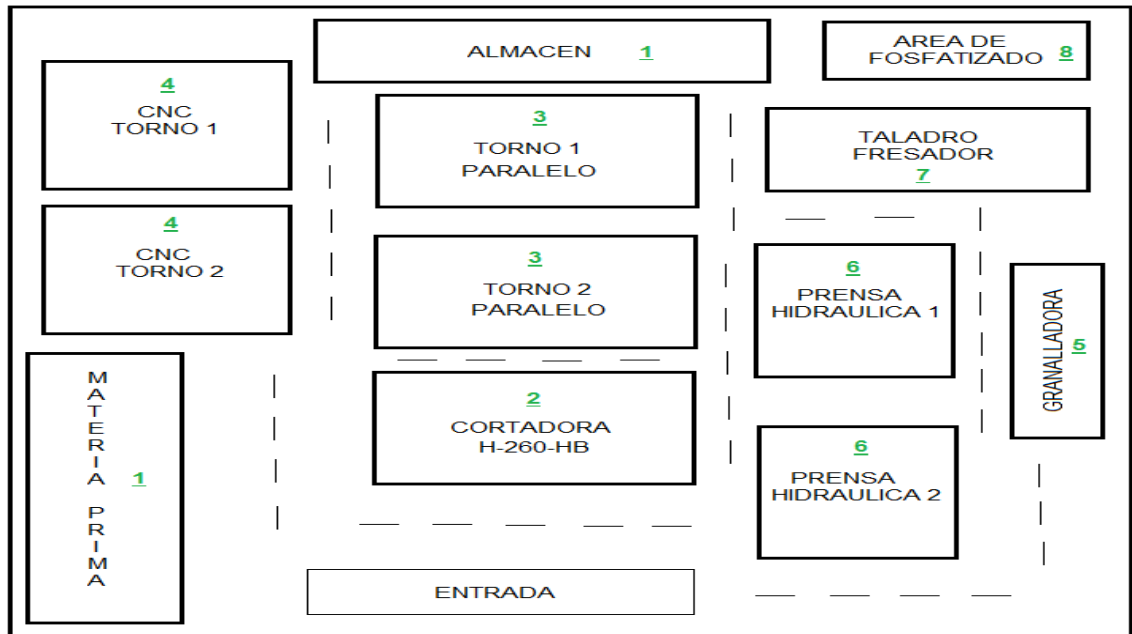 ALMACEN 1
AREA DE
FOSFATIZADO 8
4
CNC
TORNO 1
3
TORNO 1
PARALELO
TALADRO
FRESADOR
7
4
CNC
TORNO 2
3
TORNO 2
PARALELO
6
PRENSA
HIDRAULICA 1
GRANALLADORA 5
MATERIA PRIMA 1
2
CORTADORA
H-260-HB
6
PRENSA
HIDRAULICA 2
ENTRADA